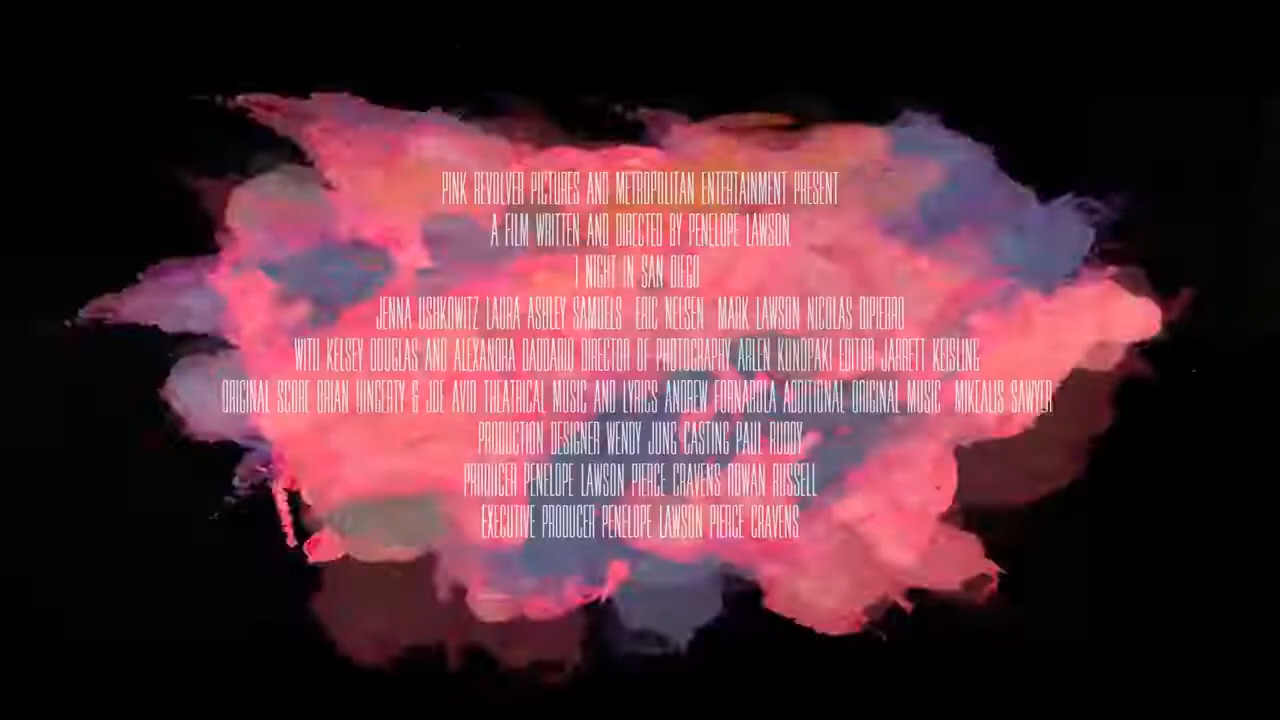 PINK REVOLVER PICTURES AND METROPOLITAN ENTERTAINMENT PRESENT
A FILM WRITTEN AND DIRECTED BY PENELOPE LAWSON
1 NIGHT IN SAN DIEGO
JENNA USHKOWITZ LAURA ASHLEY SAMUELS ERIC NELSEN MARK LAWSON NICOLAS DIPIERRO
WITH KELSEY DOUGLAS AND ALEXANDRA DADDARIO DIRECTOR OF PHOTOGRAPHY ARLEN KONOPAKI EDITOR JARRETT KEISLING
ORIGINAL SCORE BRIAN HINGERTY & JOE AVIO THEATRICAL MUSIC AND LYRICS ANDREW FORNAROLA ADDITIONAL ORIGINAL MUSIC MIKEALIS SAWYER
PRODUCTION DESIGNER WENDY JUNG CASTING PAUL RUDDY
PRODUCER PENELOPE LAWSON PIERCE CRAVENS ROWAN RUSSELL
EXECUTIVE PRODUCER PENELOPE LAWSON PIERCE CRAVENS